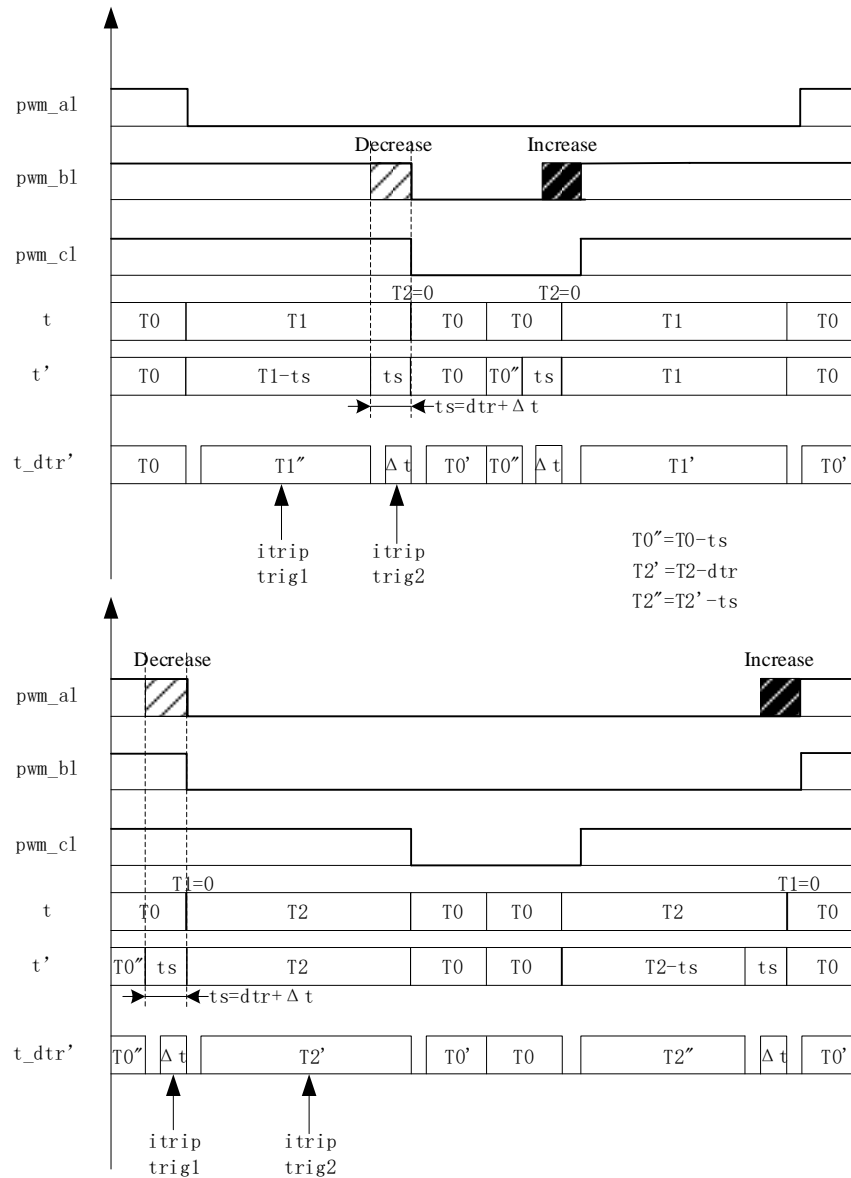 pwm_al
Decrease Increase
pwm_bl
pwm_cl
T2=0 T2=0
t T0 T1 T0 T0 T1 T0
t' T0 T1-ts ts T0 T0″ ts T1 T0
ts=dtr+Δt
t_dtr' T0 T1″ Δt T0' T0″ Δt T1' T0'
itrip itrip
trig1 trig2
T0″=T0-ts
T2'=T2-dtr
T2″=T2'-ts
Decrease Increase
pwm_al
pwm_bl
pwm_cl
T1=0 T1=0
t T0 T2 T0 T0 T2 T0
t' T0″ ts T2 T0 T0 T2-ts ts T0
ts=dtr+Δt
t_dtr' T0″ Δt T2' T0' T0 T2″ Δt T0'
itrip itrip
trig1 trig2